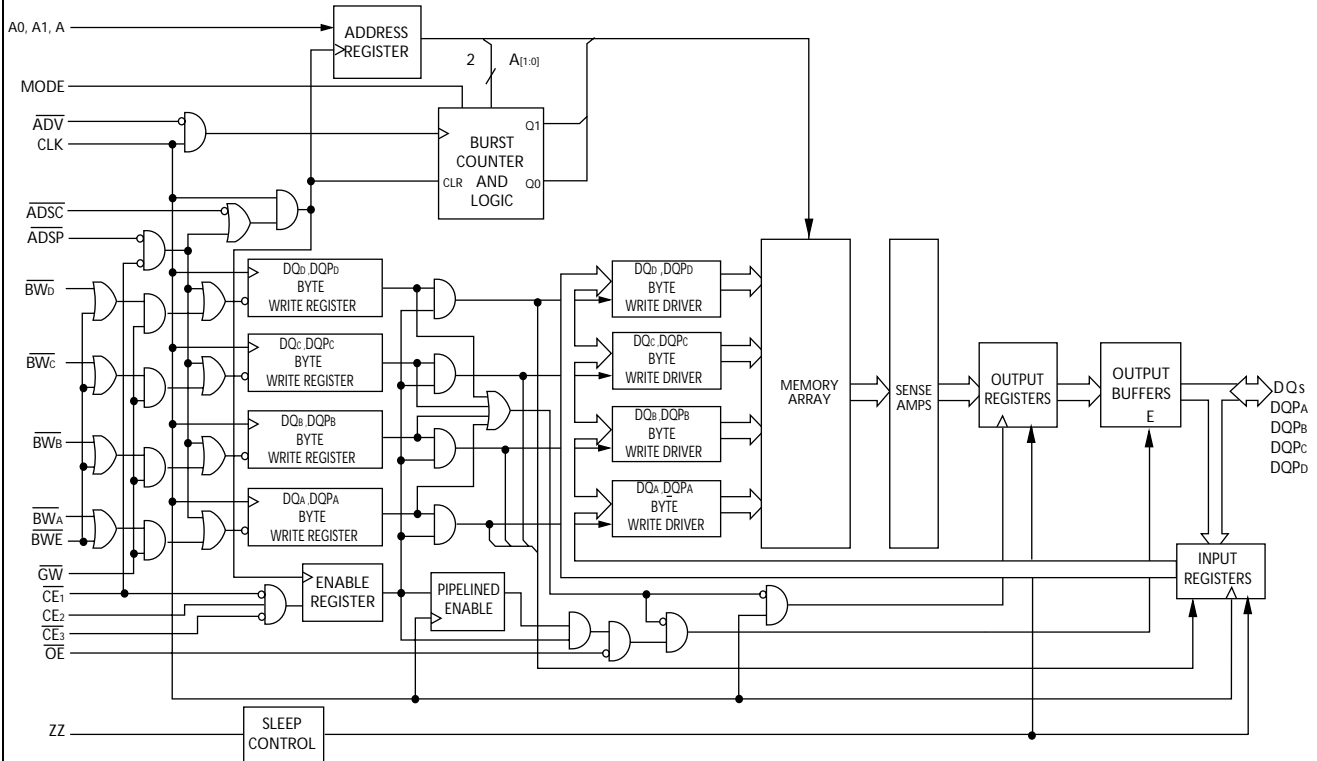 A0, A1, A
ADDRESS
REGISTER
2 A[1:0]
MODE
ADV
CLK
BURST
COUNTER
AND
LOGIC
Q1
CLR
Q0
ADSC
ADSP
BWD
DQD ,DQPD
BYTE
WRITE REGISTER
DQD ,DQPD
BYTE
WRITE DRIVER
BWC
DQC ,DQPC
BYTE
WRITE REGISTER
DQC ,DQPC
BYTE
WRITE DRIVER
MEMORY
ARRAY
SENSE
AMPS
OUTPUT
REGISTERS
OUTPUT
BUFFERS
E
DQs
DQPA
DQPB
DQPC
DQPD
BWB
DQB ,DQPB
BYTE
WRITE REGISTER
DQB ,DQPB
BYTE
WRITE DRIVER
BWA
BWE
DQA ,DQPA
BYTE
WRITE REGISTER
DQA ,DQPA
BYTE
WRITE DRIVER
INPUT
REGISTERS
GW
CE1
CE2
CE3
OE
ENABLE
REGISTER
PIPELINED
ENABLE
ZZ
SLEEP
CONTROL